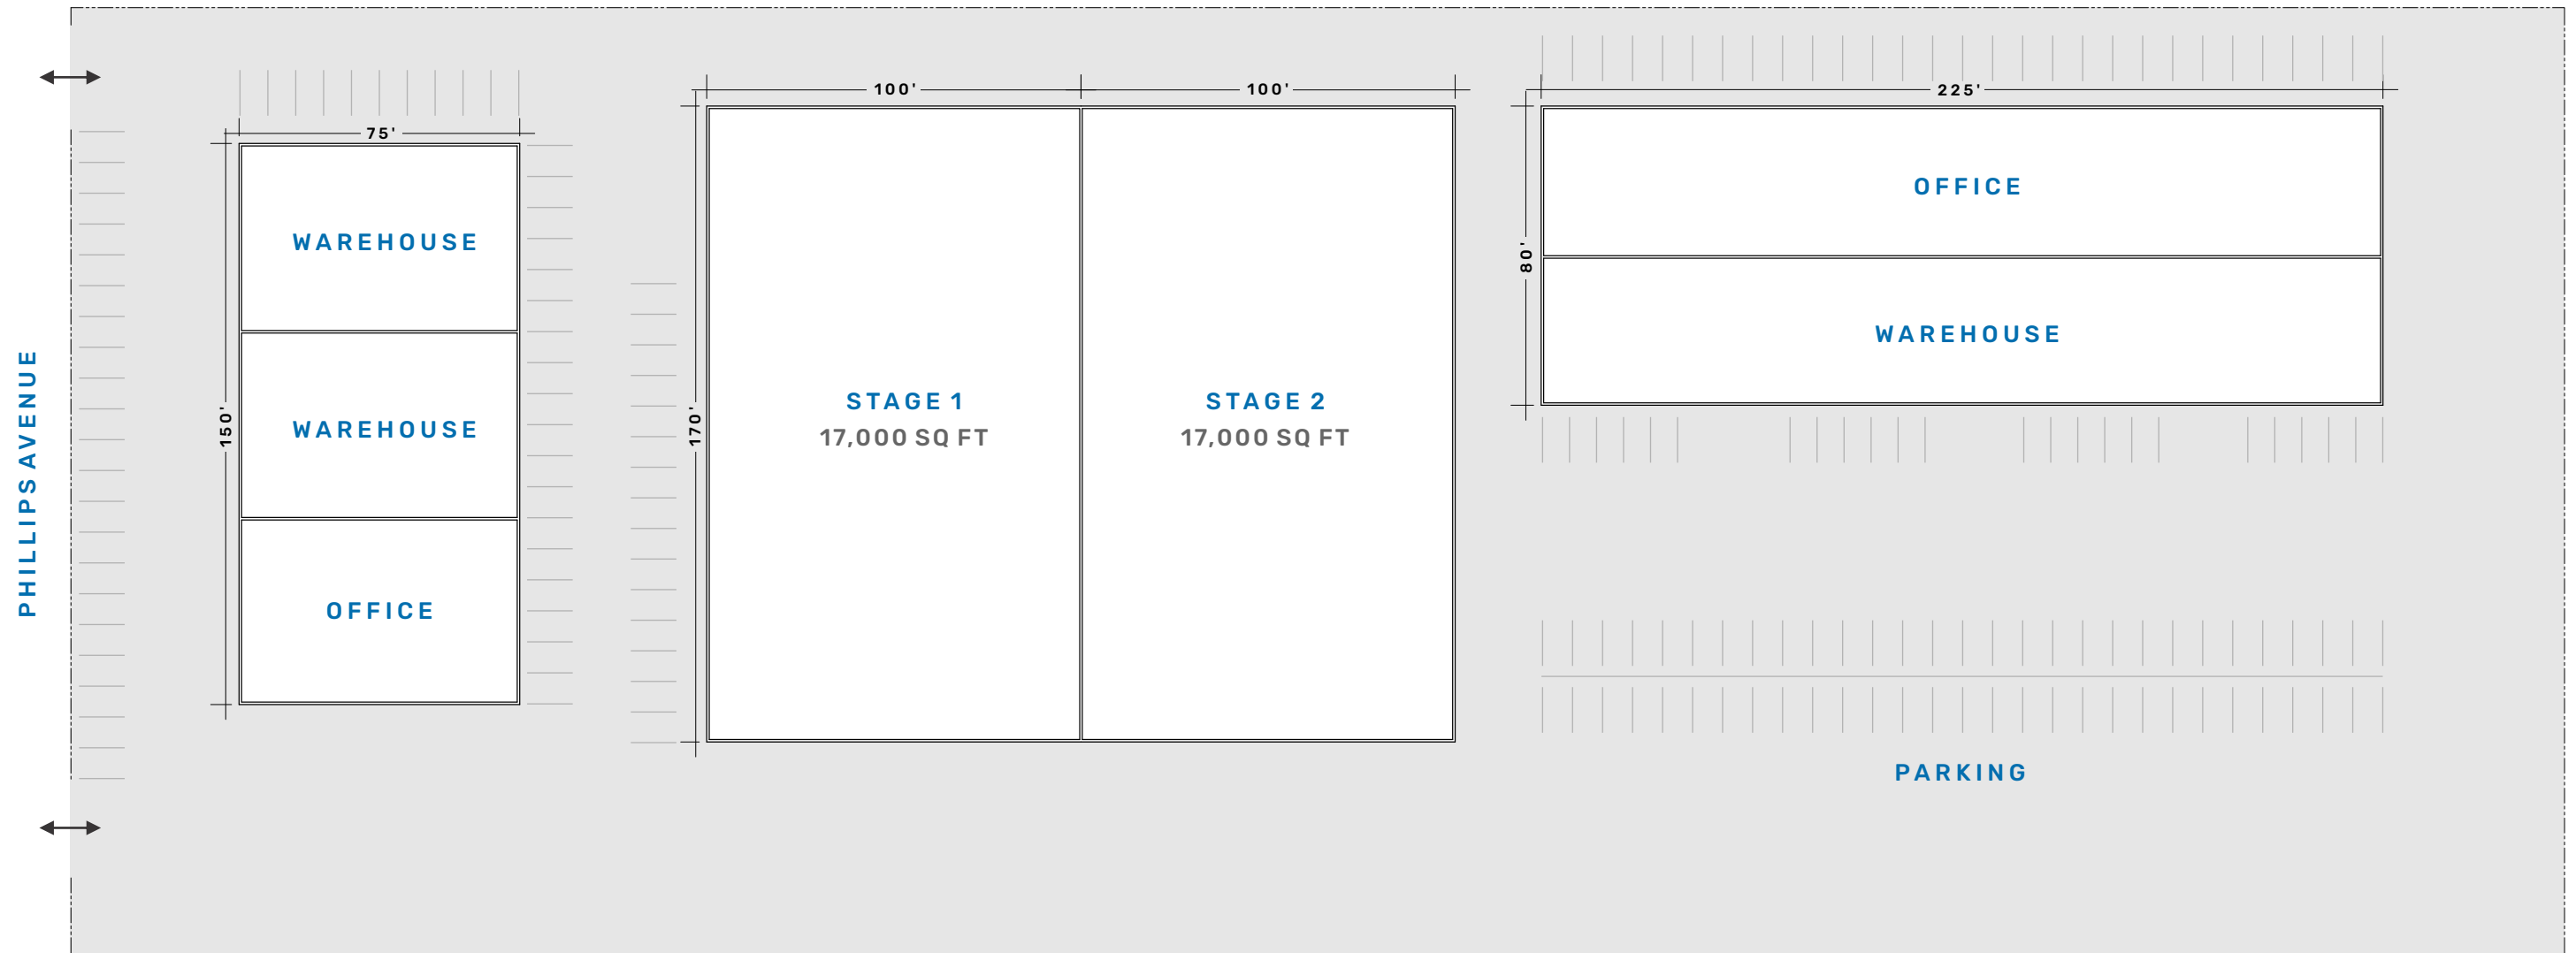 PHILLIPS AVENUE
75'
150'
WAREHOUSE
WAREHOUSE
OFFICE
100'
100'
170'
STAGE 1
17,000 SQ FT
STAGE 2
17,000 SQ FT
225'
80'
OFFICE
WAREHOUSE
PARKING